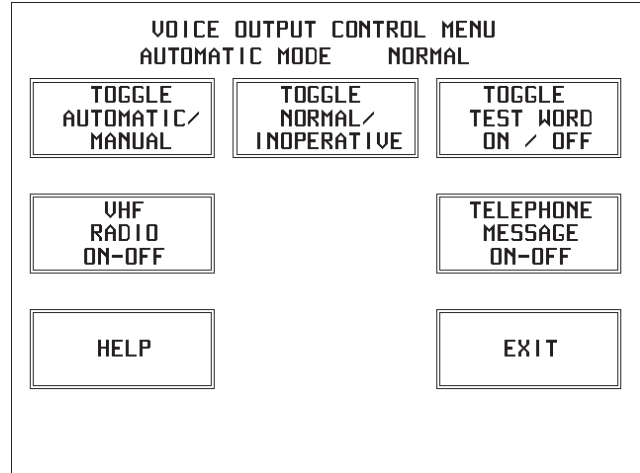 VOICE OUTPUT CONTROL MENU
AUTOMATIC MODE NORMAL
TOGGLE
AUTOMATIC/
MANUAL
TOGGLE
NORMAL/
INOPERATIVE
TOGGLE
TEST WORD
ON / OFF
VHF
RADIO
ON-OFF
TELEPHONE
MESSAGE
ON-OFF
HELP
EXIT